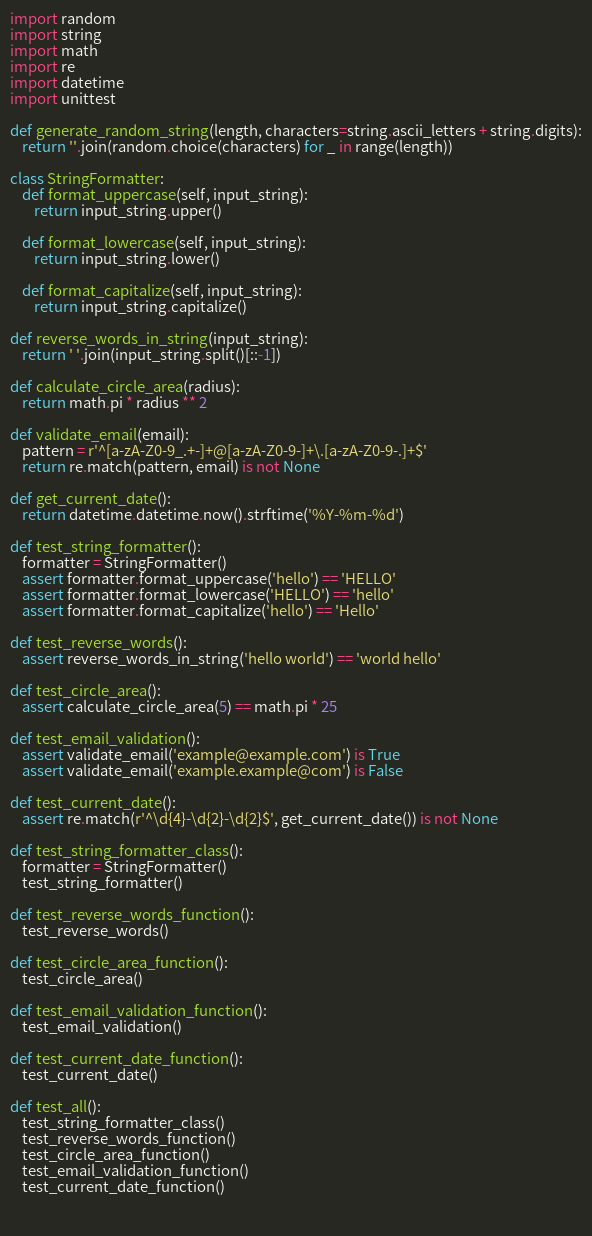 import random
import string
import math
import re
import datetime
import unittest

def generate_random_string(length, characters=string.ascii_letters + string.digits):
    return ''.join(random.choice(characters) for _ in range(length))

class StringFormatter:
    def format_uppercase(self, input_string):
        return input_string.upper()

    def format_lowercase(self, input_string):
        return input_string.lower()

    def format_capitalize(self, input_string):
        return input_string.capitalize()

def reverse_words_in_string(input_string):
    return ' '.join(input_string.split()[::-1])

def calculate_circle_area(radius):
    return math.pi * radius ** 2

def validate_email(email):
    pattern = r'^[a-zA-Z0-9_.+-]+@[a-zA-Z0-9-]+\.[a-zA-Z0-9-.]+$'
    return re.match(pattern, email) is not None

def get_current_date():
    return datetime.datetime.now().strftime('%Y-%m-%d')

def test_string_formatter():
    formatter = StringFormatter()
    assert formatter.format_uppercase('hello') == 'HELLO'
    assert formatter.format_lowercase('HELLO') == 'hello'
    assert formatter.format_capitalize('hello') == 'Hello'

def test_reverse_words():
    assert reverse_words_in_string('hello world') == 'world hello'

def test_circle_area():
    assert calculate_circle_area(5) == math.pi * 25

def test_email_validation():
    assert validate_email('example@example.com') is True
    assert validate_email('example.example@com') is False

def test_current_date():
    assert re.match(r'^\d{4}-\d{2}-\d{2}$', get_current_date()) is not None

def test_string_formatter_class():
    formatter = StringFormatter()
    test_string_formatter()

def test_reverse_words_function():
    test_reverse_words()

def test_circle_area_function():
    test_circle_area()

def test_email_validation_function():
    test_email_validation()

def test_current_date_function():
    test_current_date()

def test_all():
    test_string_formatter_class()
    test_reverse_words_function()
    test_circle_area_function()
    test_email_validation_function()
    test_current_date_function()